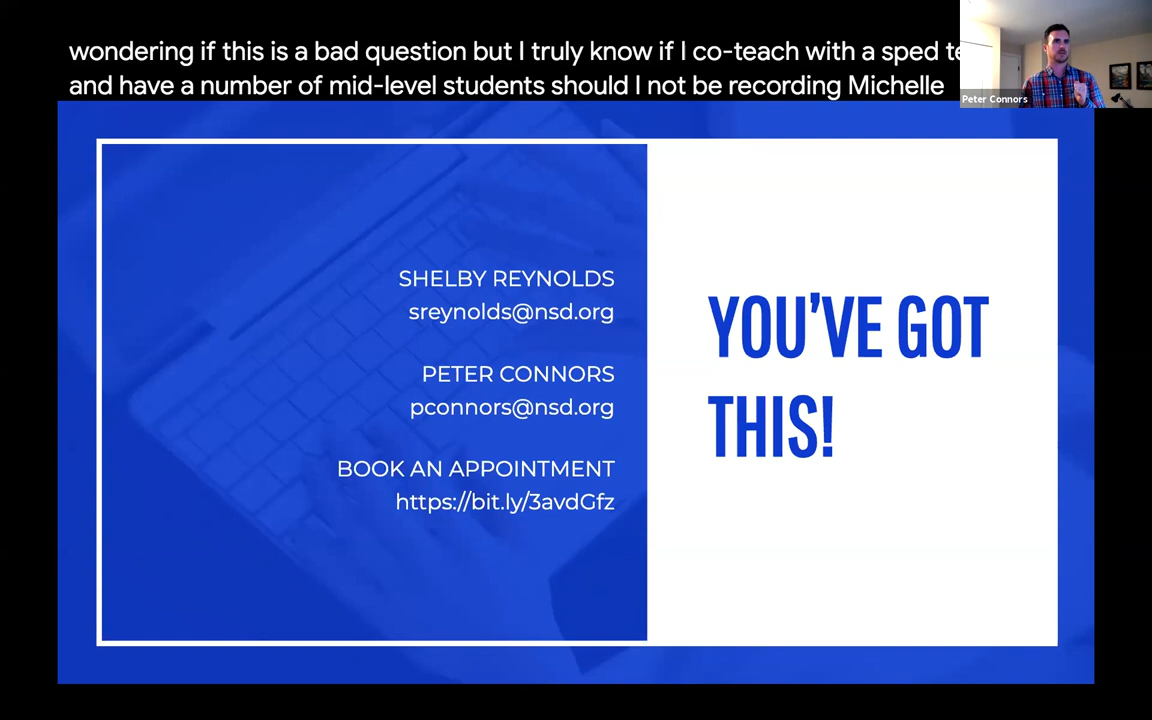 wondering if this is a bad question but I truly know if I co-teach with a sped
and have a number of mid-level students should I not be recording Michelle
Peter Connors
SHELBY REYNOLDS
sreynolds@nsd.org
PETER CONNORS
pconnors@nsd.org
BOOK AN APPOINTMENT
https://bit.ly/3avdGfz
YOU'VE GOT
THIS!